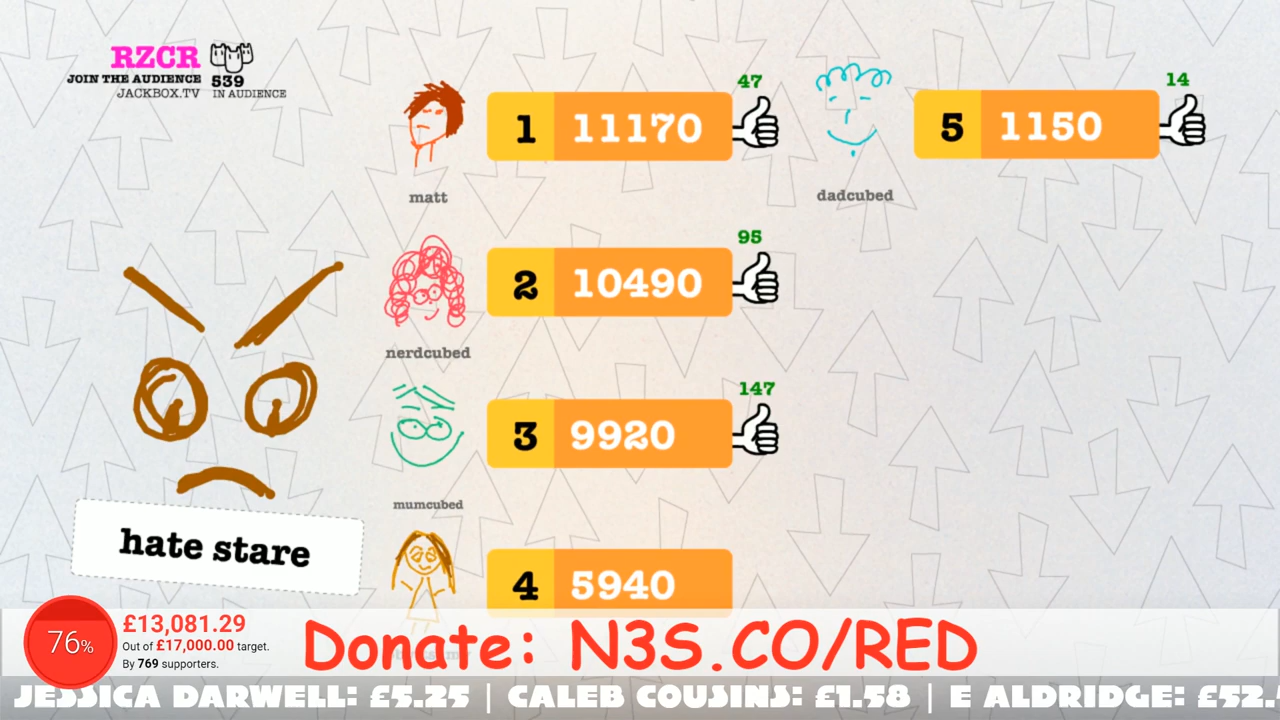 RZCR
JOIN THE AUDIENCE
JACKBOX.TV
539
IN AUDIENCE
47
1 11170
matt
14
5 1150
dadcubed
95
2 10490
nerdcubed
147
3 9920
mumcubed
4 5940
hate stare
76%
£13,081.29
Out of £17,000.00 target.
By 769 supporters.
Donate: N3S.CO/RED
JESSICA DARWELL: £5.25 | CALEB COUSINS: £1.58 | E ALDRIDGE: £52.